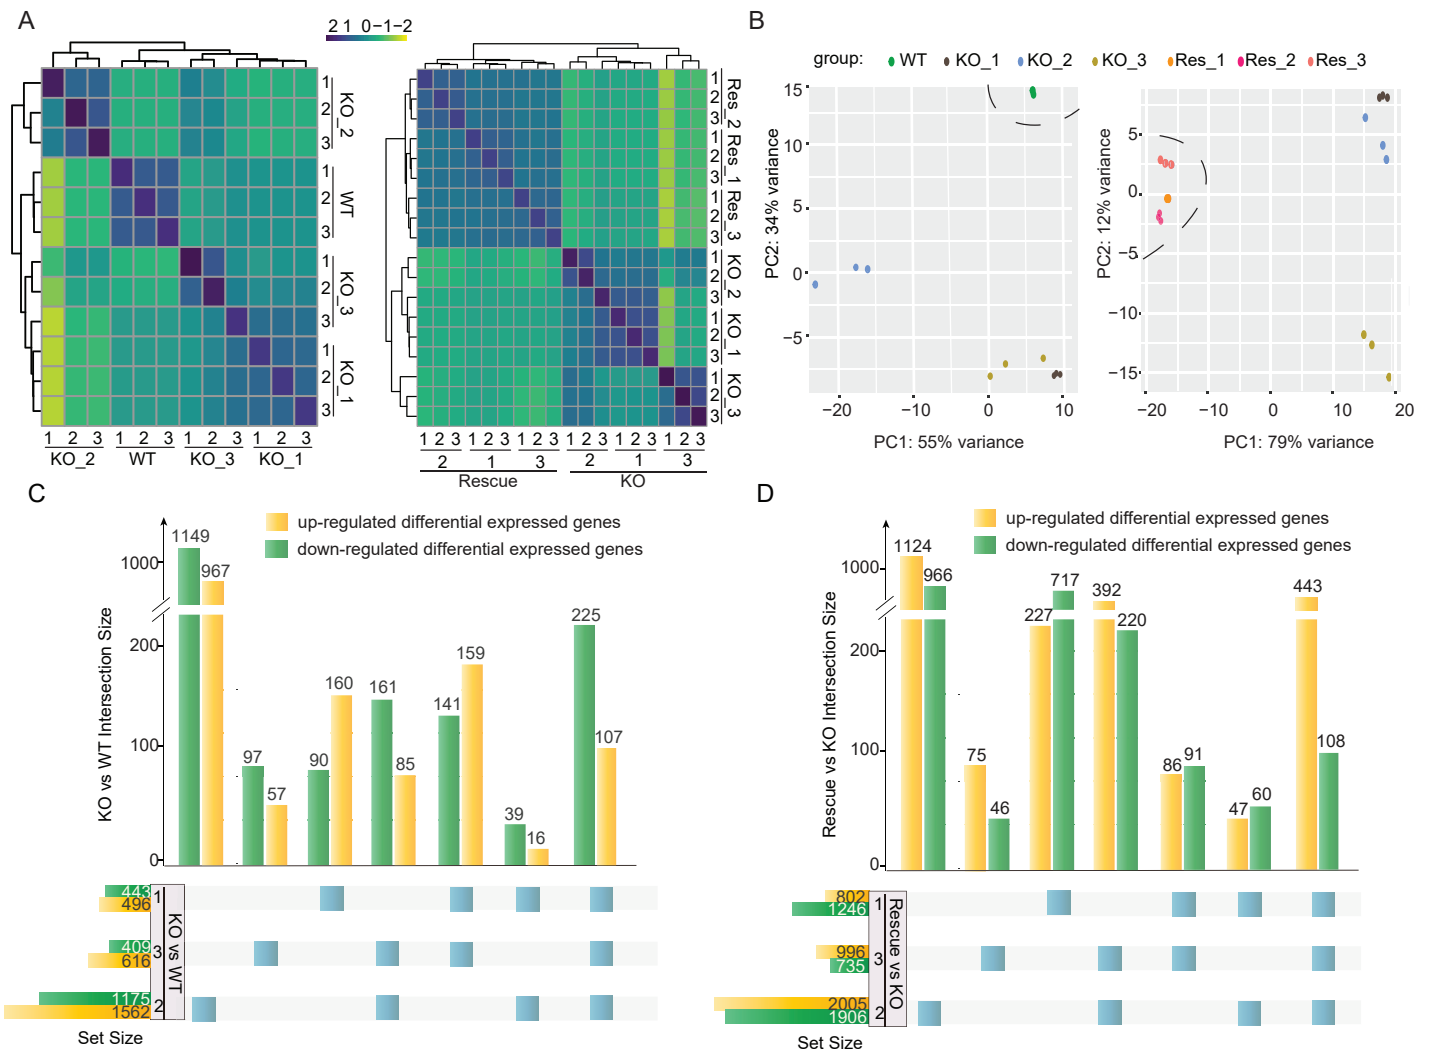 A
2 1 0−1−2
1
2
3
KO_2
1
2
3
WT
1
2
3
KO_3
1
2
3
KO_1
1 2 3 1 2 3 1 2 3 1 2 3
KO_2 WT KO_3 KO_1
1
2
3
Res_2
1
2
3
Res_1
1
2
3
Res_3
1
2
3
KO_2
1
2
3
KO_1
1
2
3
KO_3
1 2 3 1 2 3 1 2 3 1 2 3 1 2 3 1 2 3
2 1 3 2 1 3
Rescue KO
B
group: WT KO_1 KO_2 KO_3 Res_1 Res_2 Res_3
PC2: 34% variance
15
10
5
0
−5
−20 −10 0 10
PC1: 55% variance
PC2: 12% variance
5
0
−5
−10
−15
−20 −10 0 10 20
PC1: 79% variance
C
up-regulated differential expressed genes
down-regulated differential expressed genes
KO vs WT Intersection Size
1000
200
100
0
1149
967
97
57
90
160
161
85
141
159
39
16
225
107
443
496
1
409
616
3
1175
1562
2
KO vs WT
Set Size
D
up-regulated differential expressed genes
down-regulated differential expressed genes
Rescue vs KO Intersection Size
1000
200
100
0
1124
966
75
46
227
717
392
220
86
91
47
60
443
108
802
1246
1
996
735
3
2005
1906
2
Rescue vs KO
Set Size